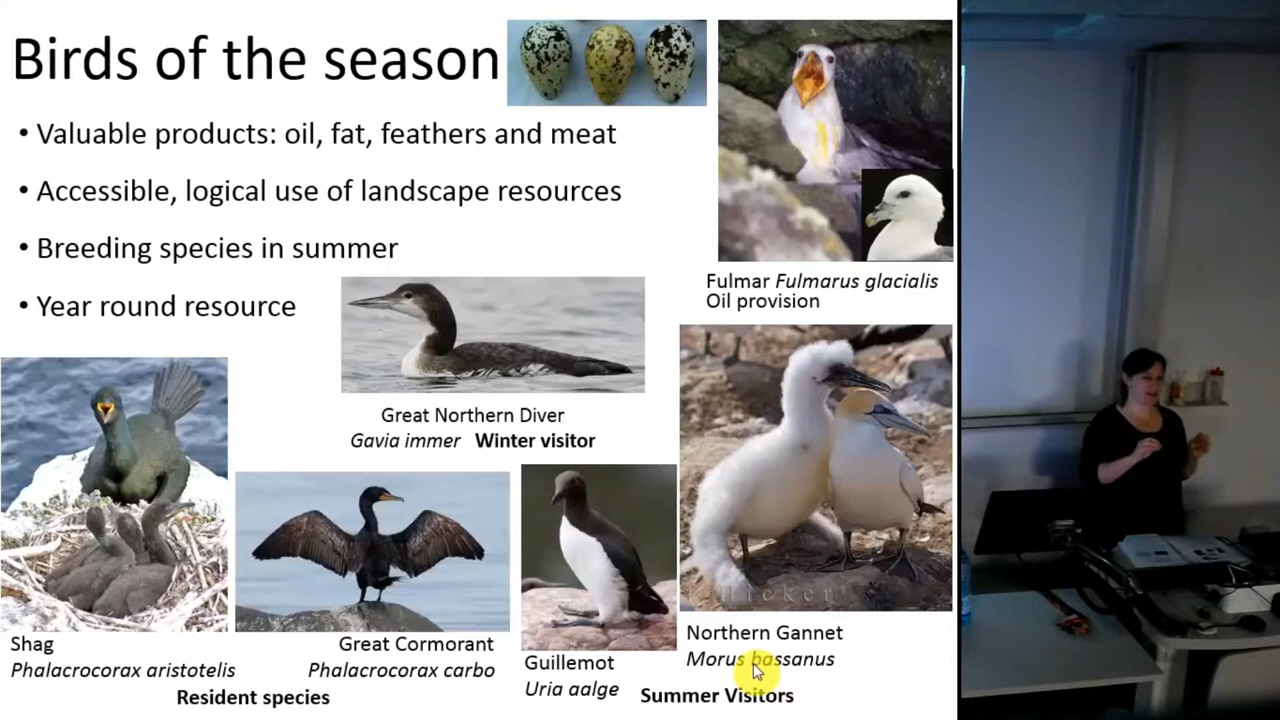 Birds of the season
• Valuable products: oil, fat, feathers and meat
• Accessible, logical use of landscape resources
• Breeding species in summer
• Year round resource
Fulmar Fulmarus glacialis
Oil provision
Great Northern Diver
Gavia immer Winter visitor
Shag
Phalacrocorax aristotelis
Great Cormorant
Phalacrocorax carbo
Resident species
Guillemot
Uria aalge
Northern Gannet
Morus bassanus
Summer Visitors